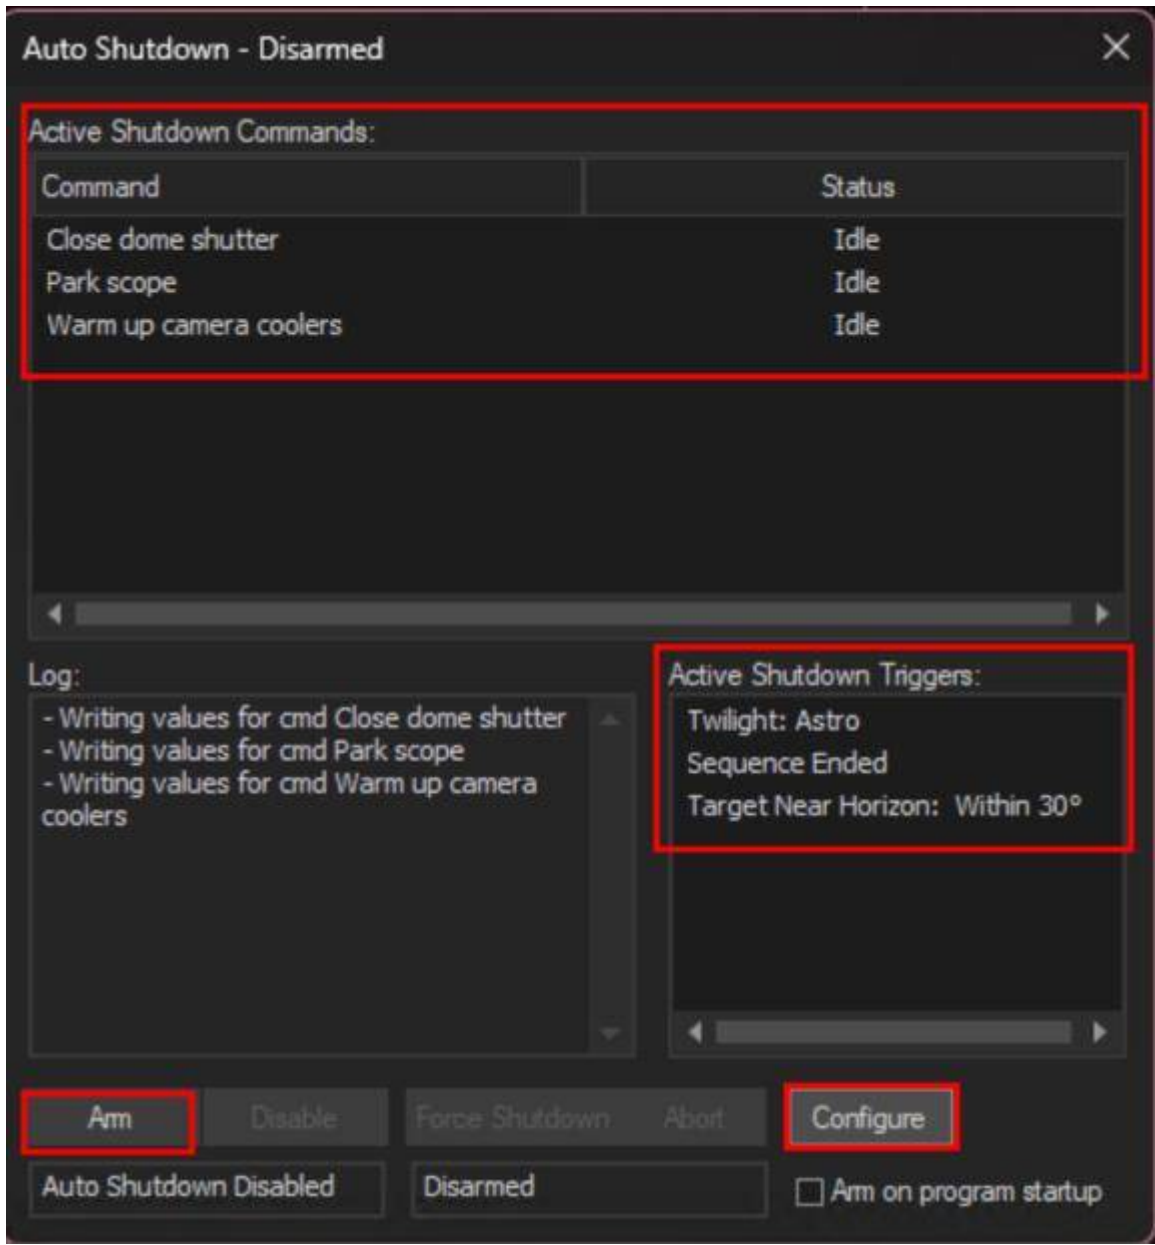 Auto Shutdown - Disarmed
Active Shutdown Commands:
Command Status
Close dome shutter Idle
Park scope Idle
Warm up camera coolers Idle
Log:
- Writing values for cmd Close dome shutter
- Writing values for cmd Park scope
- Writing values for cmd Warm up camera
coolers
Active Shutdown Triggers:
Twilight: Astro
Sequence Ended
Target Near Horizon: Within 30°
Arm Disable Force Shutdown Abort Configure
Auto Shutdown Disabled Disarmed Arm on program startup